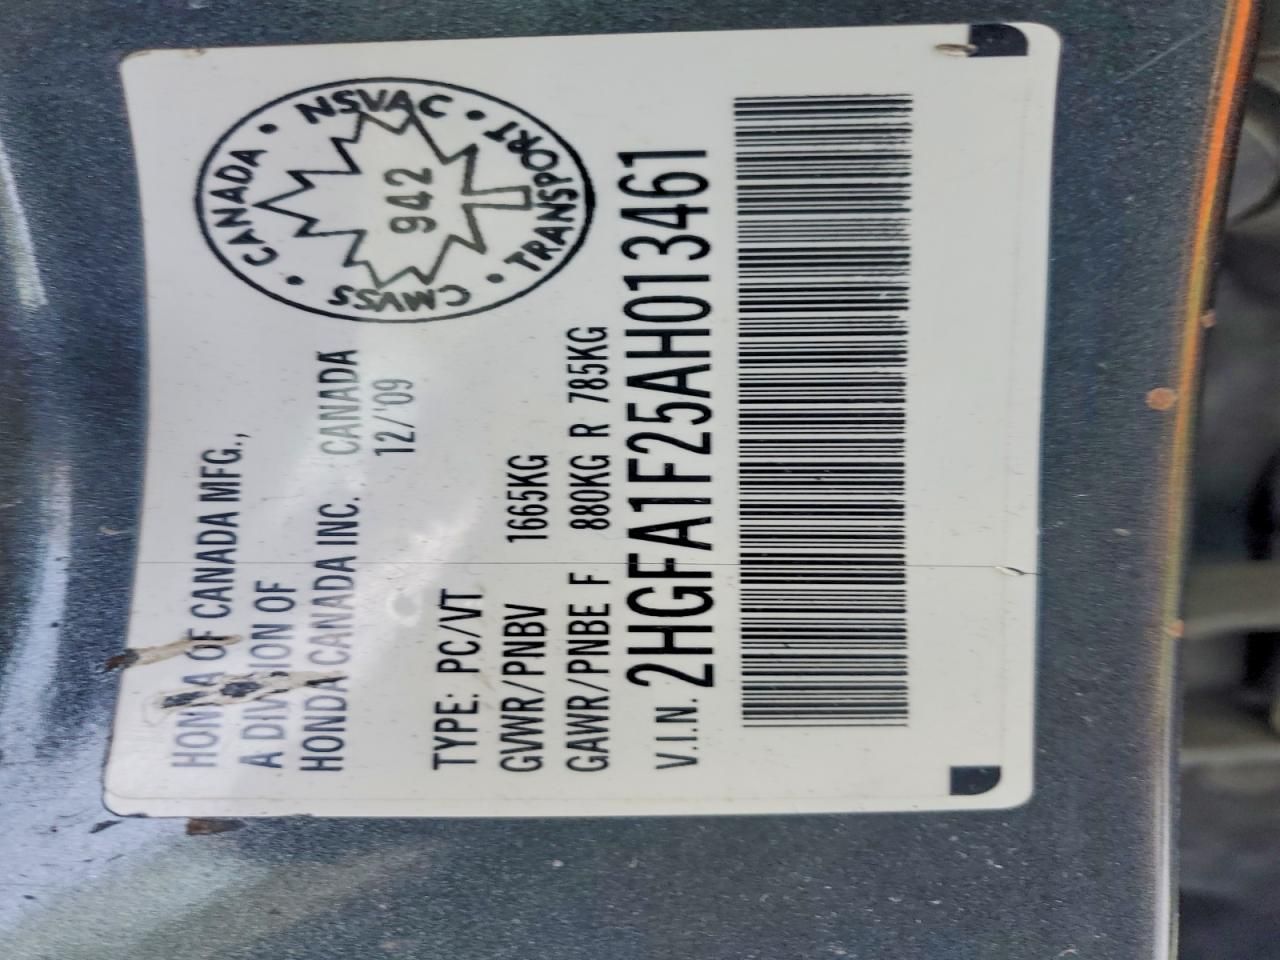 HONDA OF CANADA MFG.,
A DIVISION OF
HONDA CANADA INC. CANADA
12/'09
CANADA • NSVAC • TRANSPORT • CMVSS •
942
TYPE: PC/VT
GVWR/PNBV 1665KG
GAWR/PNBE F 880KG R 785KG
V.I.N. 2HGFA1F25AH013461